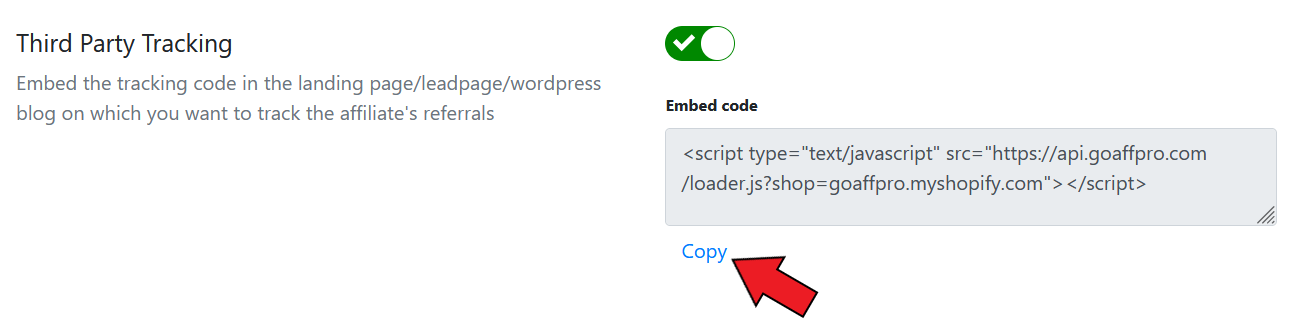 Third Party Tracking
Embed the tracking code in the landing page/leadpage/wordpress
blog on which you want to track the affiliate's referrals
Embed code
<script type="text/javascript" src="https://api.goaffpro.com
/loader.js?shop=goaffpro.myshopify.com"></script>
Copy